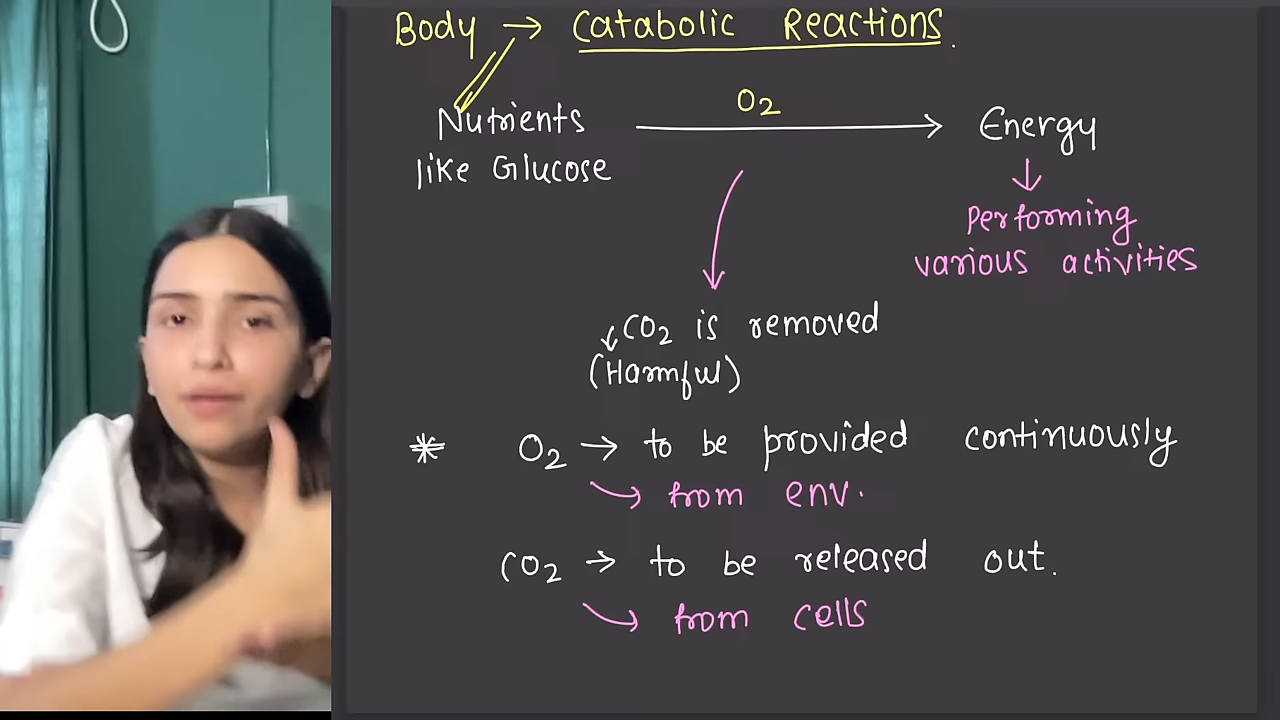 Body → Catabolic Reactions.
O2
Nutrients → Energy
like Glucose
↓
Performing
various activities
CO2 is removed
(Harmful)
* O2 → to be provided continuously
→ from env.
CO2 → to be released out.
→ from cells